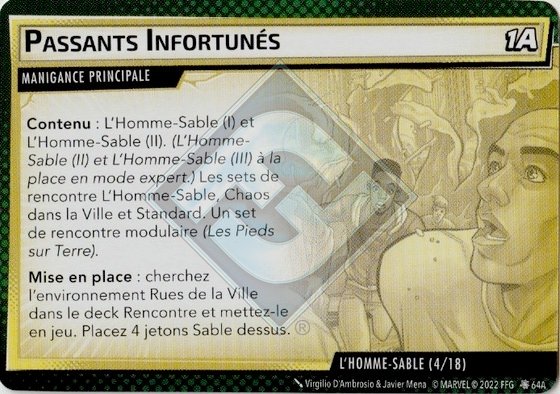 PASSANTS INFORTUNÉS
1A
MANIGANCE PRINCIPALE
Contenu : L'Homme-Sable (I) et
L'Homme-Sable (II). (L'Homme-
Sable (II) et L'Homme-Sable (III) à la
place en mode expert.) Les sets de
rencontre L'Homme-Sable, Chaos
dans la Ville et Standard. Un set
de rencontre modulaire (Les Pieds
sur Terre).
Mise en place : cherchez
l'environnement Rues de la Ville
dans le deck Rencontre et mettez-le
en jeu. Placez 4 jetons Sable dessus.
®
L'HOMME-SABLE (4/18)
Virgilio D'Ambrosio & Javier Mena © MARVEL © 2022 FFG 64A